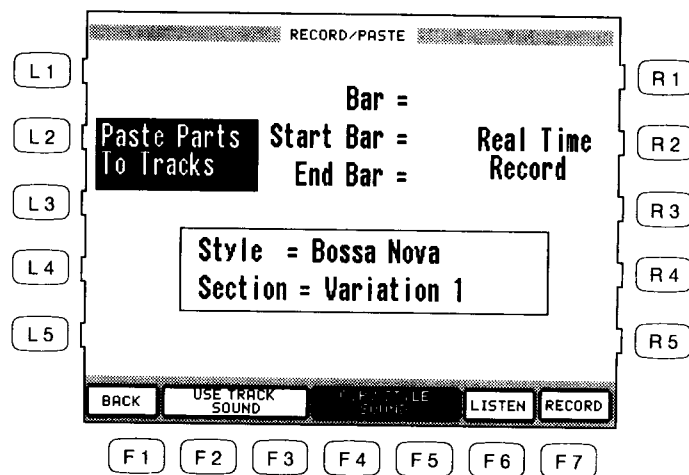 RECORD/PASTE
L1
R1
Bar =
L2
Paste Parts
To Tracks
Start Bar =
End Bar =
Real Time
Record
R2
L3
R3
Style = Bossa Nova
Section = Variation 1
L4
R4
L5
R5
BACK
USE TRACK
SOUND
LISTEN
RECORD
F1 F2 F3 F4 F5 F6 F7